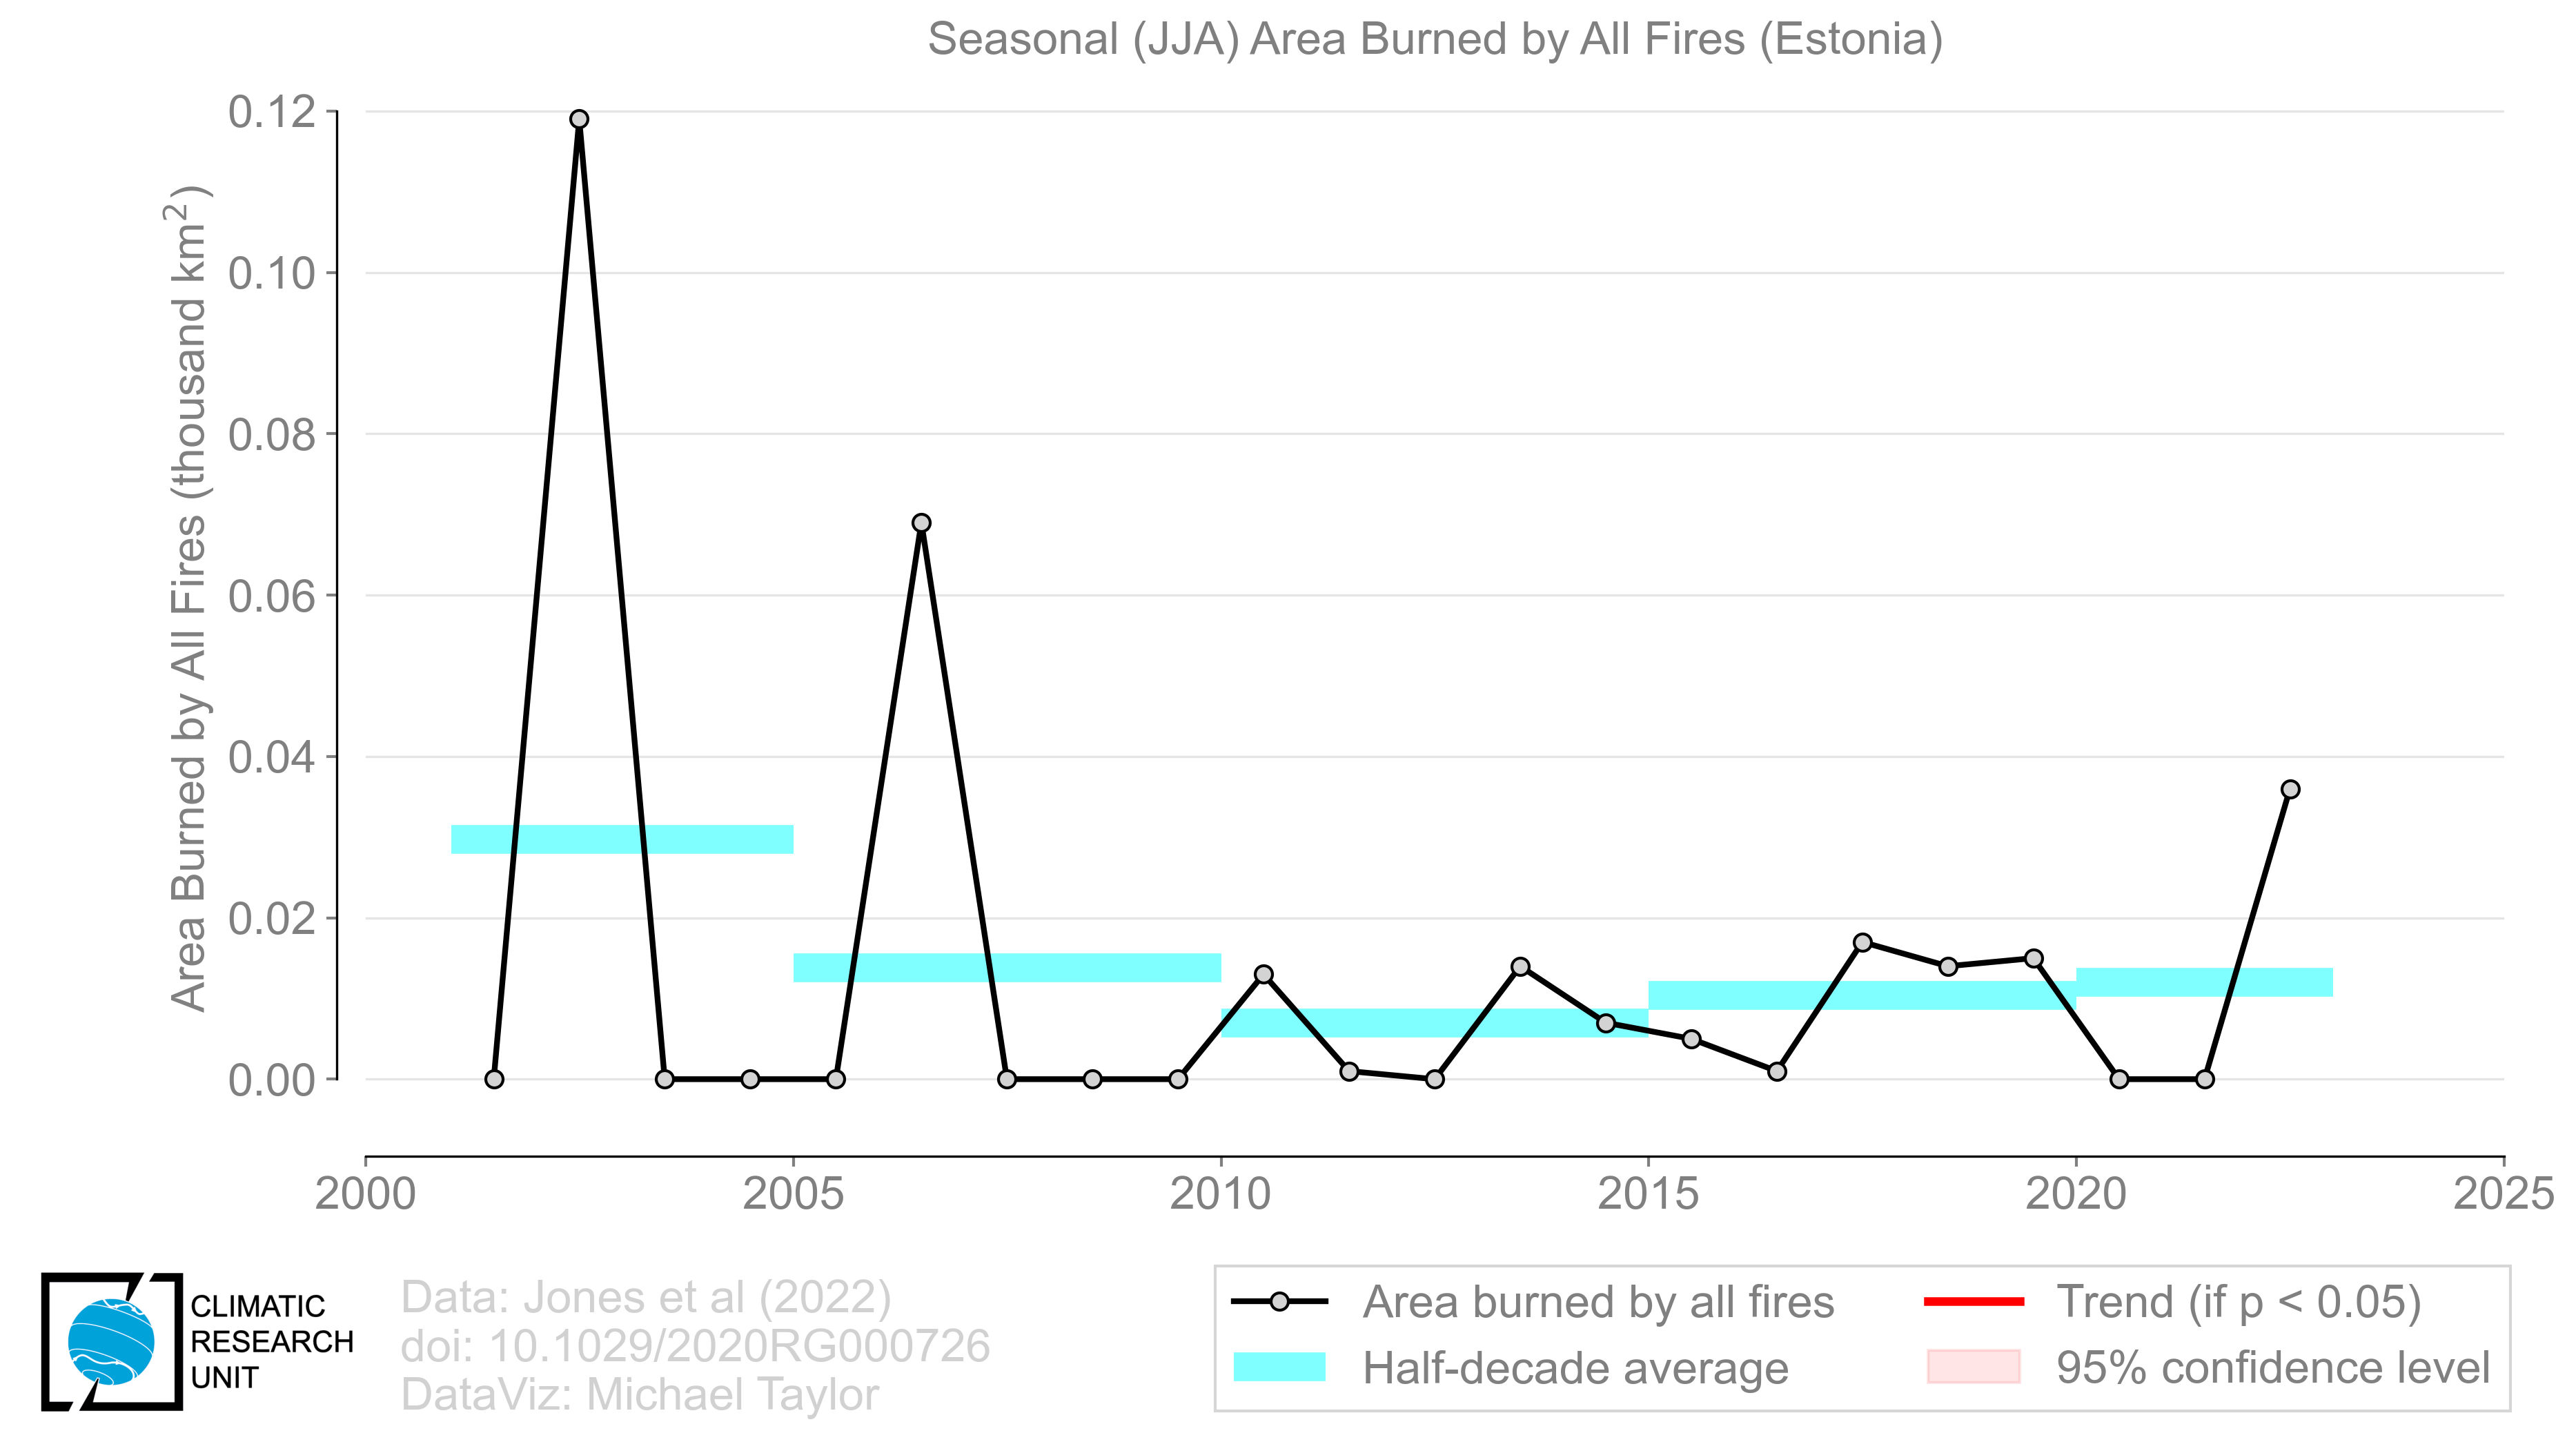 Seasonal (JJA) Area Burned by All Fires (Estonia)
Area Burned by All Fires (thousand km²)
0.12
0.10
0.08
0.06
0.04
0.02
0.00
2000 2005 2010 2015 2020 2025
CLIMATIC
RESEARCH
UNIT
Data: Jones et al (2022)
doi: 10.1029/2020RG000726
DataViz: Michael Taylor
Area burned by all fires
Half-decade average
Trend (if p < 0.05)
95% confidence level